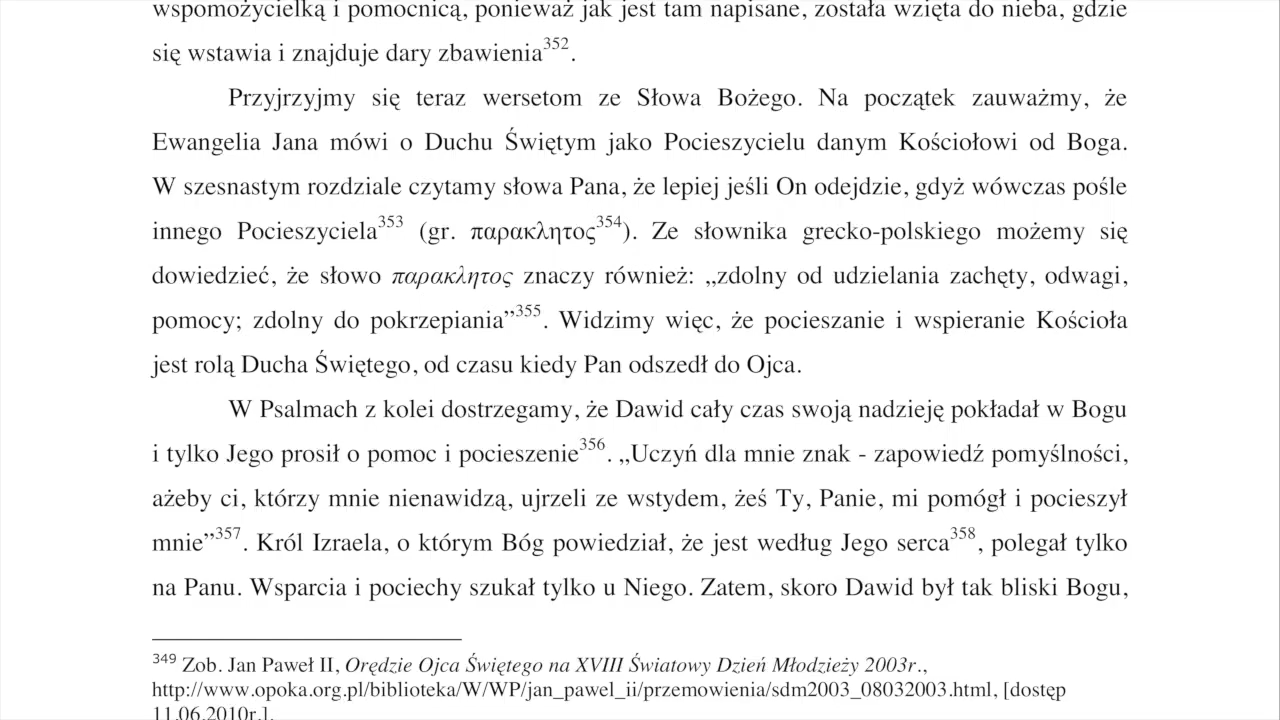 wspomożycielką i pomocnicą, ponieważ jak jest tam napisane, została wzięta do nieba, gdzie
się wstawia i znajduje dary zbawienia352.
Przyjrzyjmy się teraz wersetom ze Słowa Bożego. Na początek zauważmy, że
Ewangelia Jana mówi o Duchu Świętym jako Pocieszycielu danym Kościołowi od Boga.
W szesnastym rozdziale czytamy słowa Pana, że lepiej jeśli On odejdzie, gdyż wówczas pośle
innego Pocieszyciela353 (gr. παρακλητος354). Ze słownika grecko-polskiego możemy się
dowiedzieć, że słowo παρακλητος znaczy również: „zdolny od udzielania zachęty, odwagi,
pomocy; zdolny do pokrzepiania”355. Widzimy więc, że pocieszanie i wspieranie Kościoła
jest rolą Ducha Świętego, od czasu kiedy Pan odszedł do Ojca.
W Psalmach z kolei dostrzegamy, że Dawid cały czas swoją nadzieję pokładał w Bogu
i tylko Jego prosił o pomoc i pocieszenie356. „Uczyń dla mnie znak - zapowiedź pomyślności,
ażeby ci, którzy mnie nienawidzą, ujrzeli ze wstydem, żeś Ty, Panie, mi pomógł i pocieszył
mnie”357. Król Izraela, o którym Bóg powiedział, że jest według Jego serca358, polegał tylko
na Panu. Wsparcia i pociechy szukał tylko u Niego. Zatem, skoro Dawid był tak bliski Bogu,
349 Zob. Jan Paweł II, Orędzie Ojca Świętego na XVIII Światowy Dzień Młodzieży 2003r.,
http://www.opoka.org.pl/biblioteka/W/WP/jan_pawel_ii/przemowienia/sdm2003_08032003.html, [dostęp
11.06.2010r.].